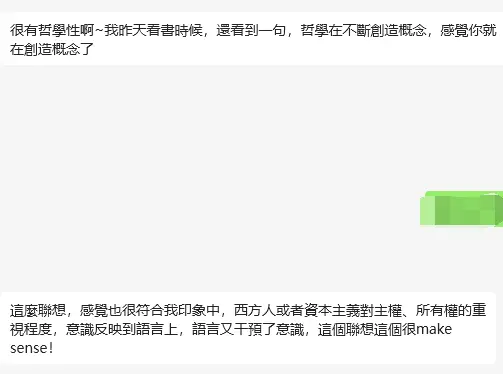 很有哲學性啊~我昨天看書時候，還看到一句，哲學在不斷創造概念，感覺你就
在創造概念了
這麼聯想，感覺也很符合我印象中，西方人或者資本主義對主權、所有權的重
視程度，意識反映到語言上，語言又干預了意識，這個聯想這個很make
sense！